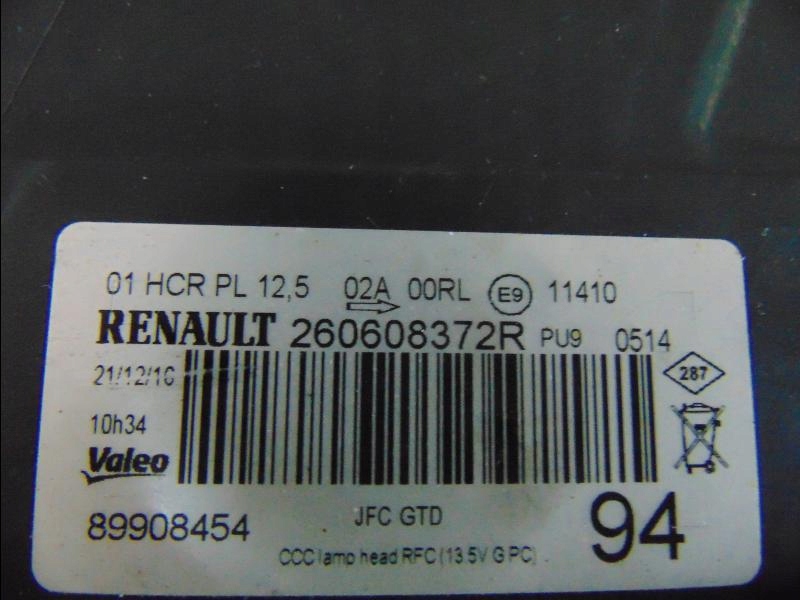 01 HCR PL 12,5 02A 00RL E9 11410
RENAULT 260608372R PU9 0514
21/12/16
287
10h34
Valeo
89908454 JFC GTD 94
CCC lamp head RFC (13.5V G PC)